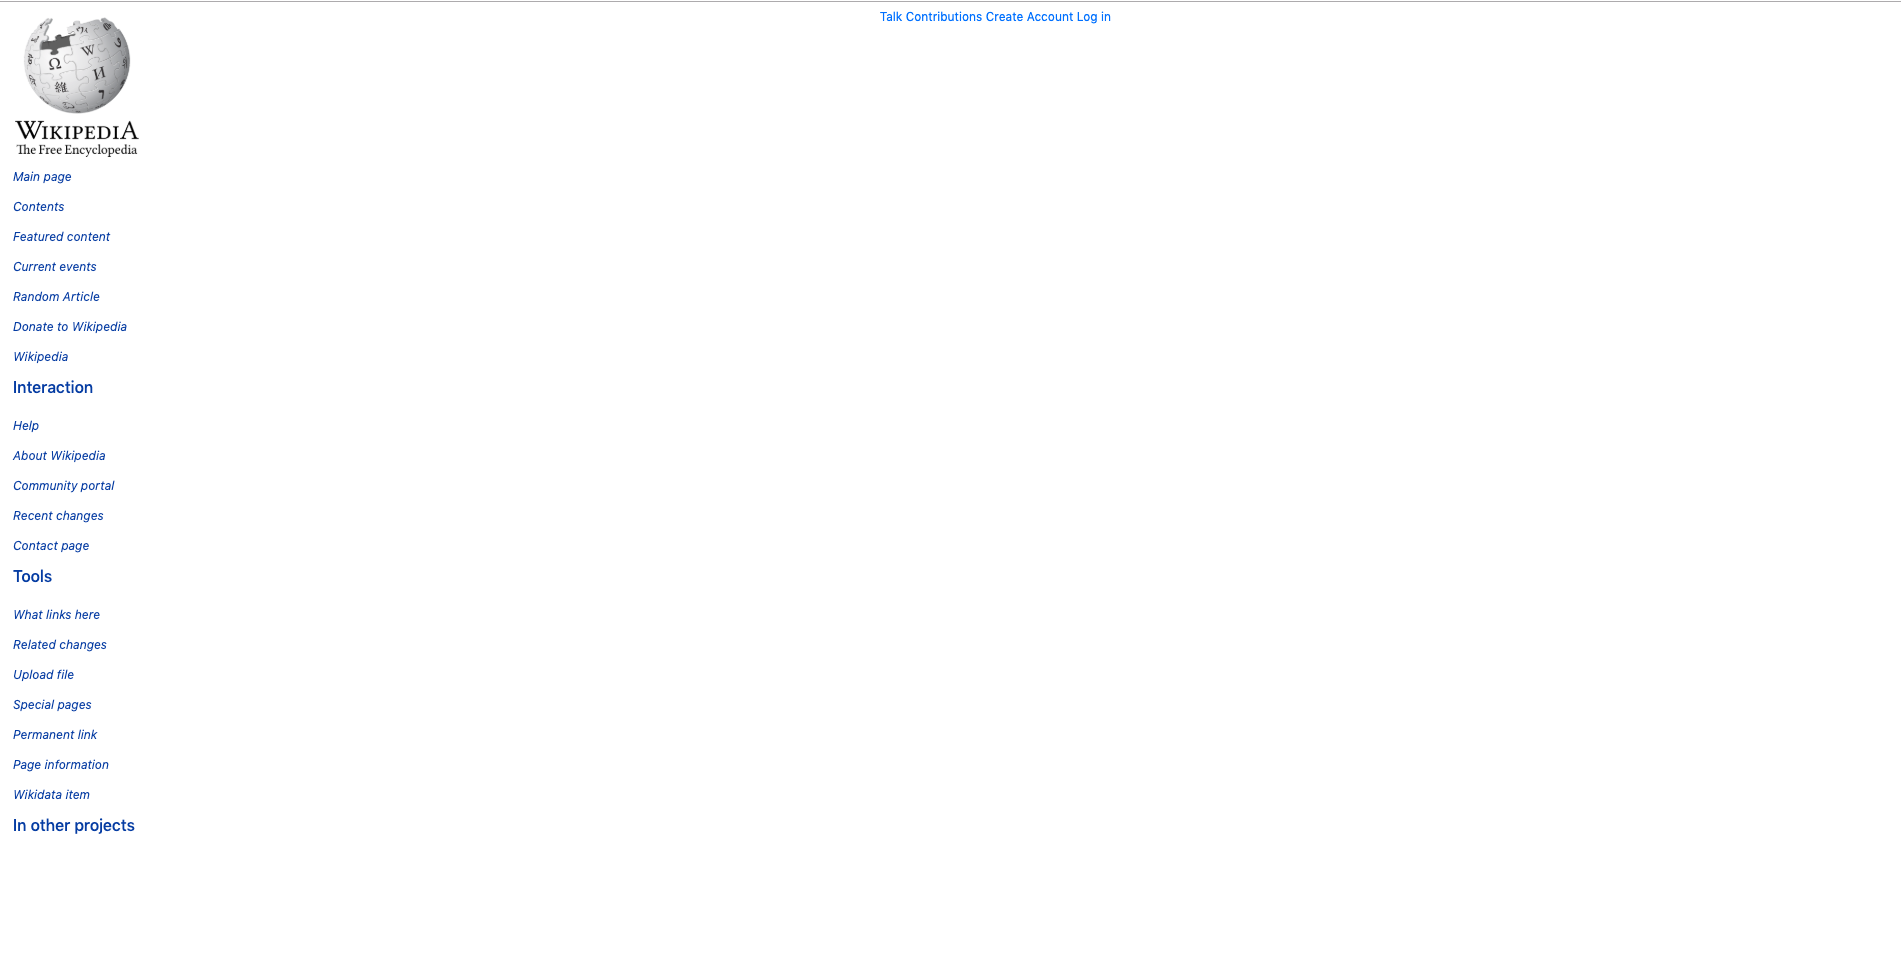 Talk Contributions Create Account Log in
Ω W И
維
WIKIPEDIA
The Free Encyclopedia
Main page
Contents
Featured content
Current events
Random Article
Donate to Wikipedia
Wikipedia
Interaction
Help
About Wikipedia
Community portal
Recent changes
Contact page
Tools
What links here
Related changes
Upload file
Special pages
Permanent link
Page information
Wikidata item
In other projects